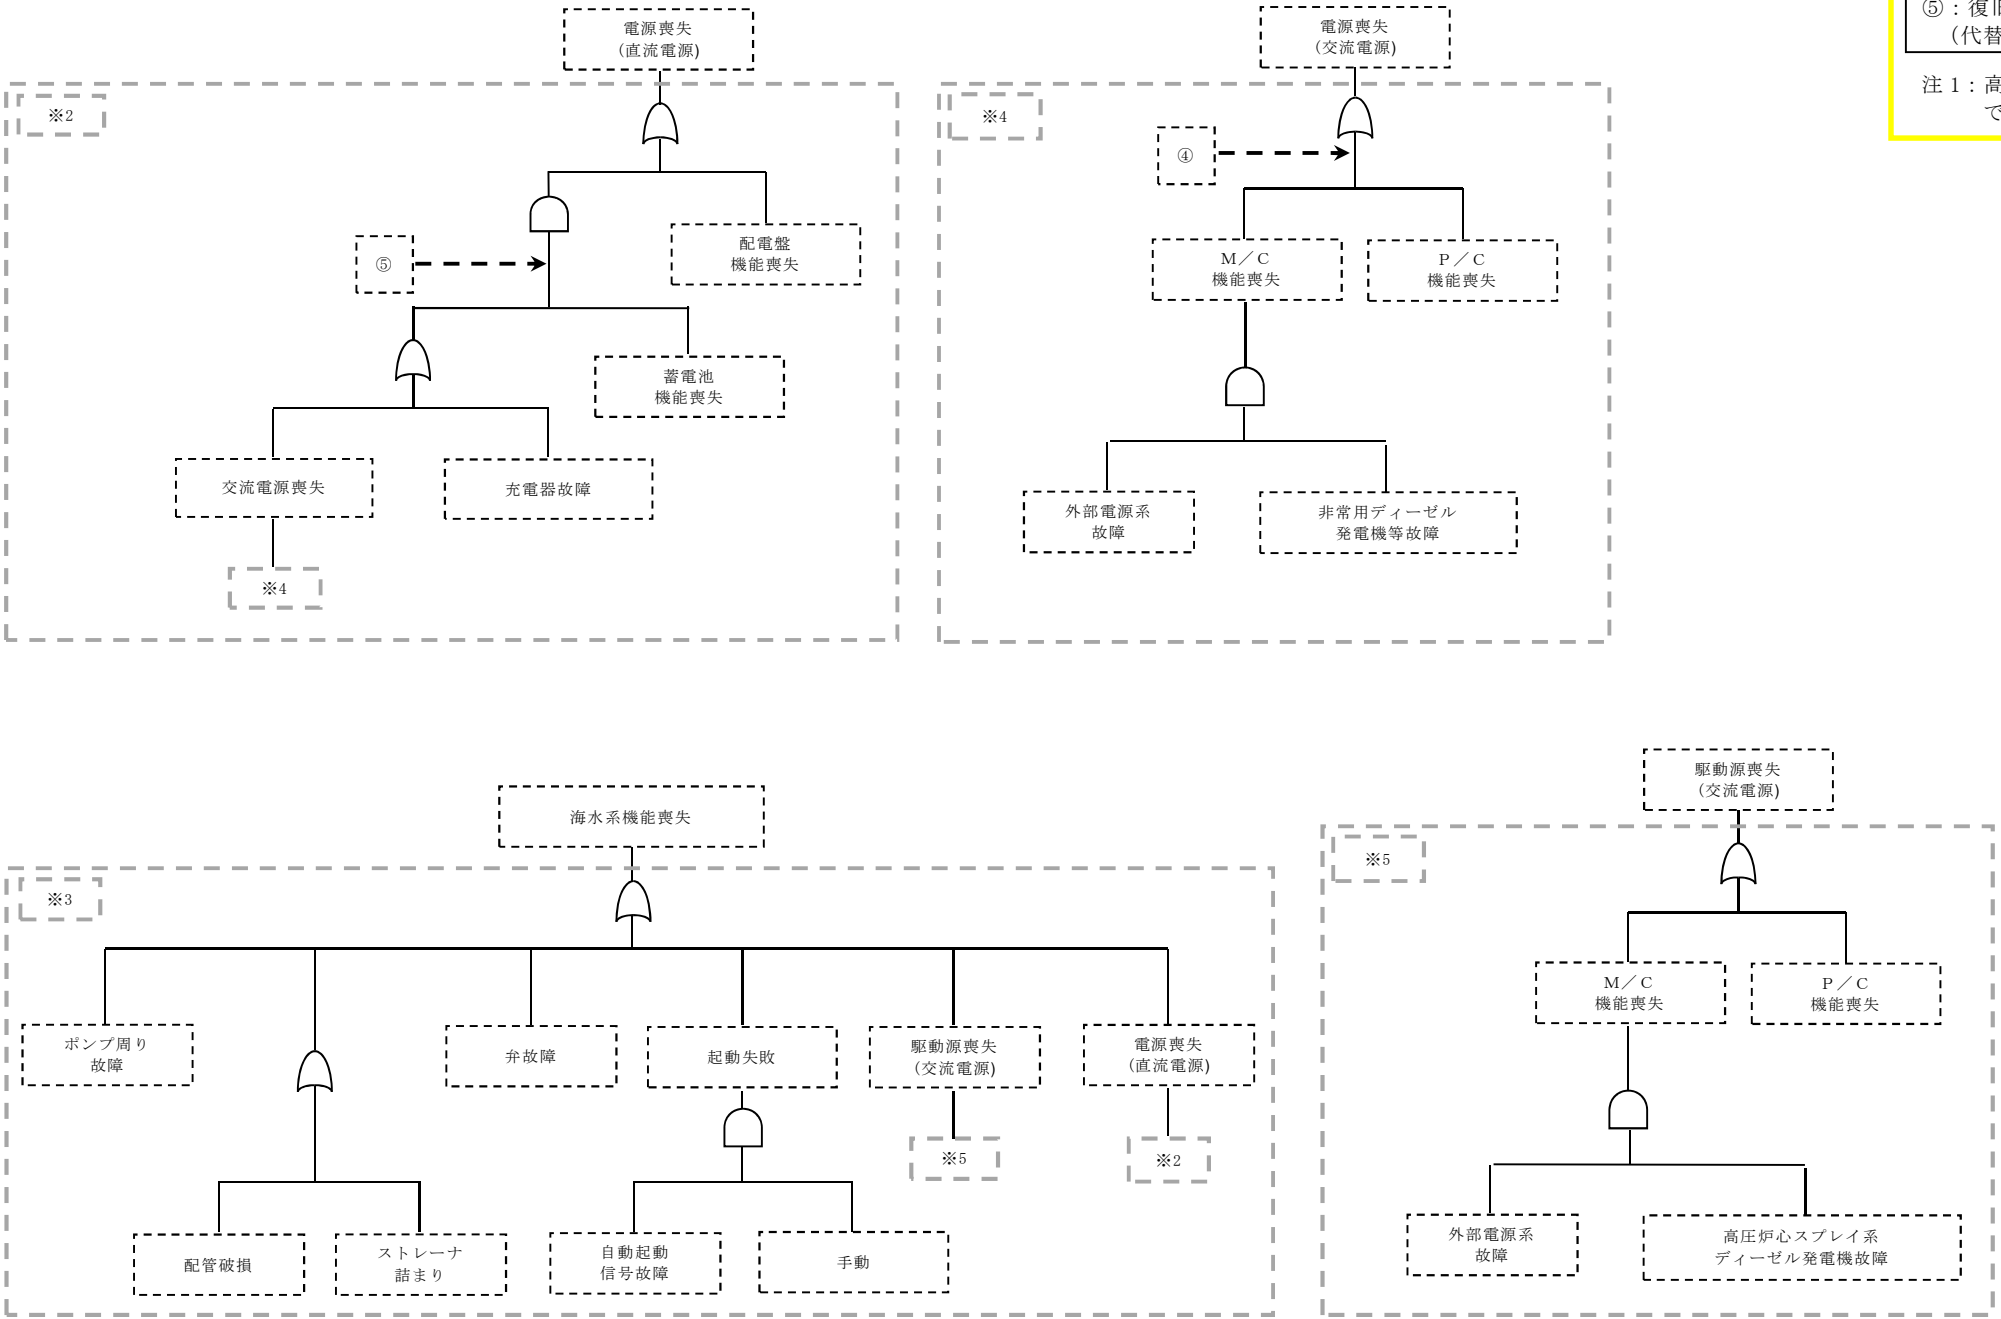 電源喪失
(直流電源)
※2
⑤
配電盤
機能喪失
蓄電池
機能喪失
交流電源喪失
充電器故障
※4
電源喪失
(交流電源)
※4
④
M/C
機能喪失
P/C
機能喪失
外部電源系
故障
非常用ディーゼル
発電機等故障
⑤:復旧
(代替
注1:高
で
海水系機能喪失
※3
ポンプ周り
故障
弁故障
起動失敗
駆動源喪失
(交流電源)
電源喪失
(直流電源)
※5
※2
配管破損
ストレーナ
詰まり
自動起動
信号故障
手動
駆動源喪失
(交流電源)
※5
M/C
機能喪失
P/C
機能喪失
外部電源系
故障
高圧炉心スプレイ系
ディーゼル発電機故障